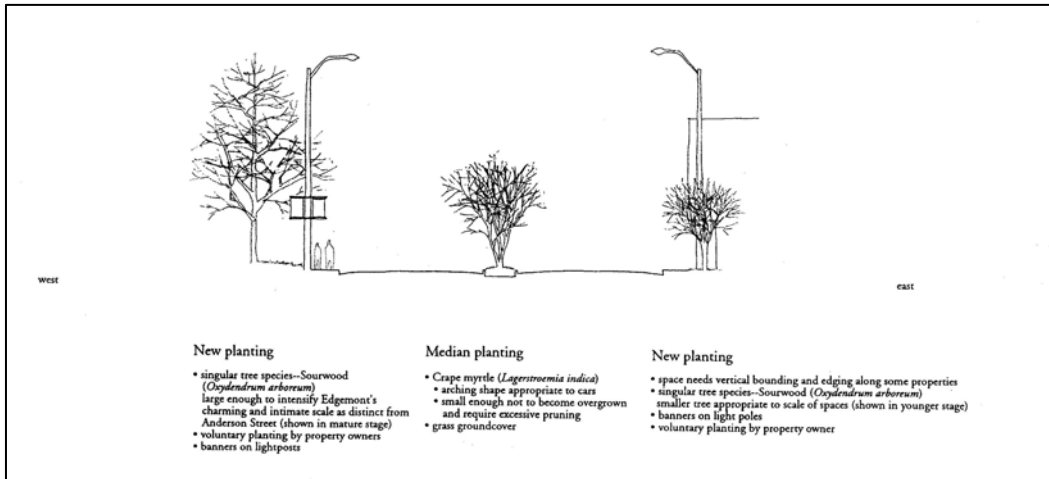 west
east
New planting
• singular tree species--Sourwood
(Oxydendrum arboreum)
large enough to intensify Edgemont's
charming and intimate scale as distinct from
Anderson Street (shown in mature stage)
• voluntary planting by property owners
• banners on lightposts
Median planting
• Crape myrtle (Lagerstroemia indica)
• arching shape appropriate to cars
• small enough not to become overgrown
and require excessive pruning
• grass groundcover
New planting
• space needs vertical bounding and edging along some properties
• singular tree species--Sourwood (Oxydendrum arboreum)
smaller tree appropriate to scale of spaces (shown in younger stage)
• banners on light poles
• voluntary planting by property owner